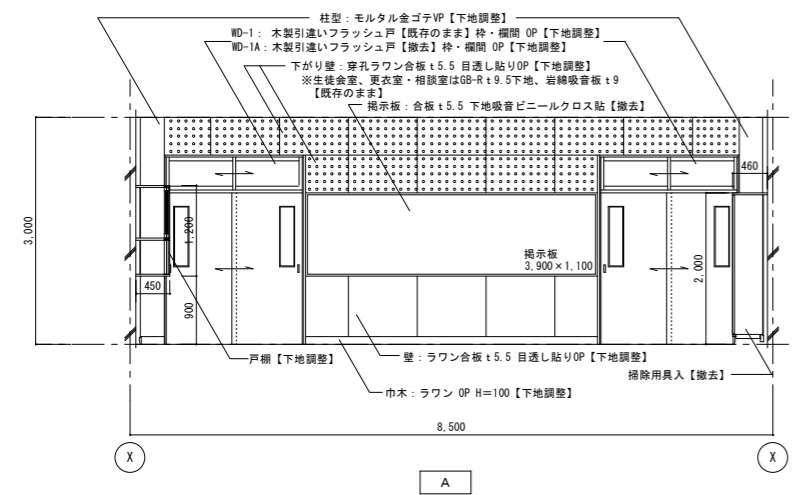 柱型：モルタル金ゴテVP【下地調整】
WD-1： 木製引違いフラッシュ戸【既存のまま】枠・欄間 OP【下地調整】
WD-1A：木製引違いフラッシュ戸【撤去】枠・欄間 OP【下地調整】
下がり壁：穿孔ラワン合板ｔ5.5 目透し貼りOP【下地調整】
※生徒会室、更衣室・相談室はGB-Rｔ9.5下地、岩綿吸音板ｔ9
【既存のまま】
掲示板：合板ｔ5.5 下地吸音ビニールクロス貼【撤去】
460
3,000
1,200
掲示板
3,900×1,100
2,000
450
900
戸棚【下地調整】
壁：ラワン合板ｔ5.5 目透し貼りOP【下地調整】
掃除用具入【撤去】
巾木：ラワン OP H＝100【下地調整】
8,500
X
X
A